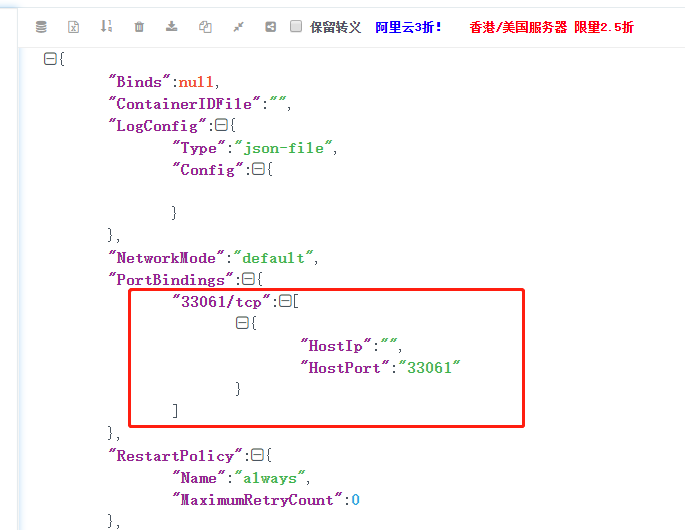 保留转义 阿里云3折! 香港/美国服务器 限量2.5折
{
"Binds":null,
"ContainerIDFile":"",
"LogConfig":{
"Type":"json-file",
"Config":{
}
},
"NetworkMode":"default",
"PortBindings":{
"33061/tcp":[
{
"HostIp":"",
"HostPort":"33061"
}
]
},
"RestartPolicy":{
"Name":"always",
"MaximumRetryCount":0
},